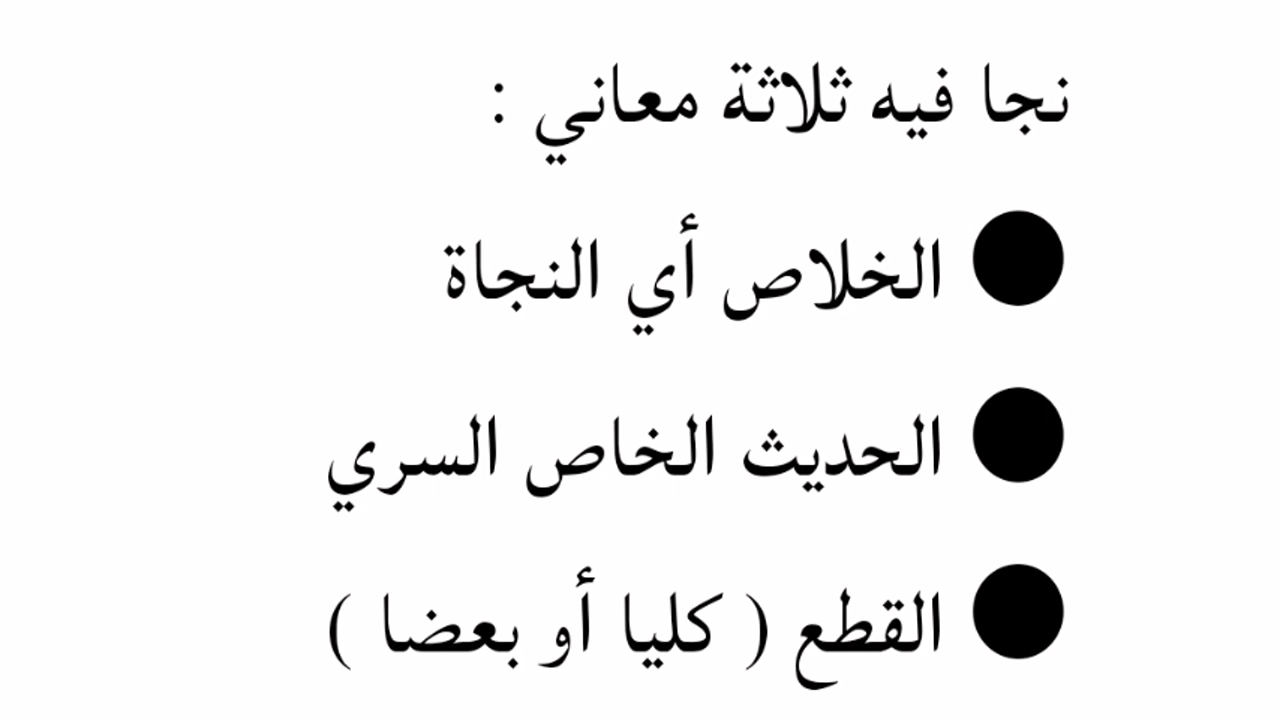 نجا فيه ثلاثة معاني :
● الخلاص أي النجاة
● الحديث الخاص السري
● القطع ( كليا أو بعضا )